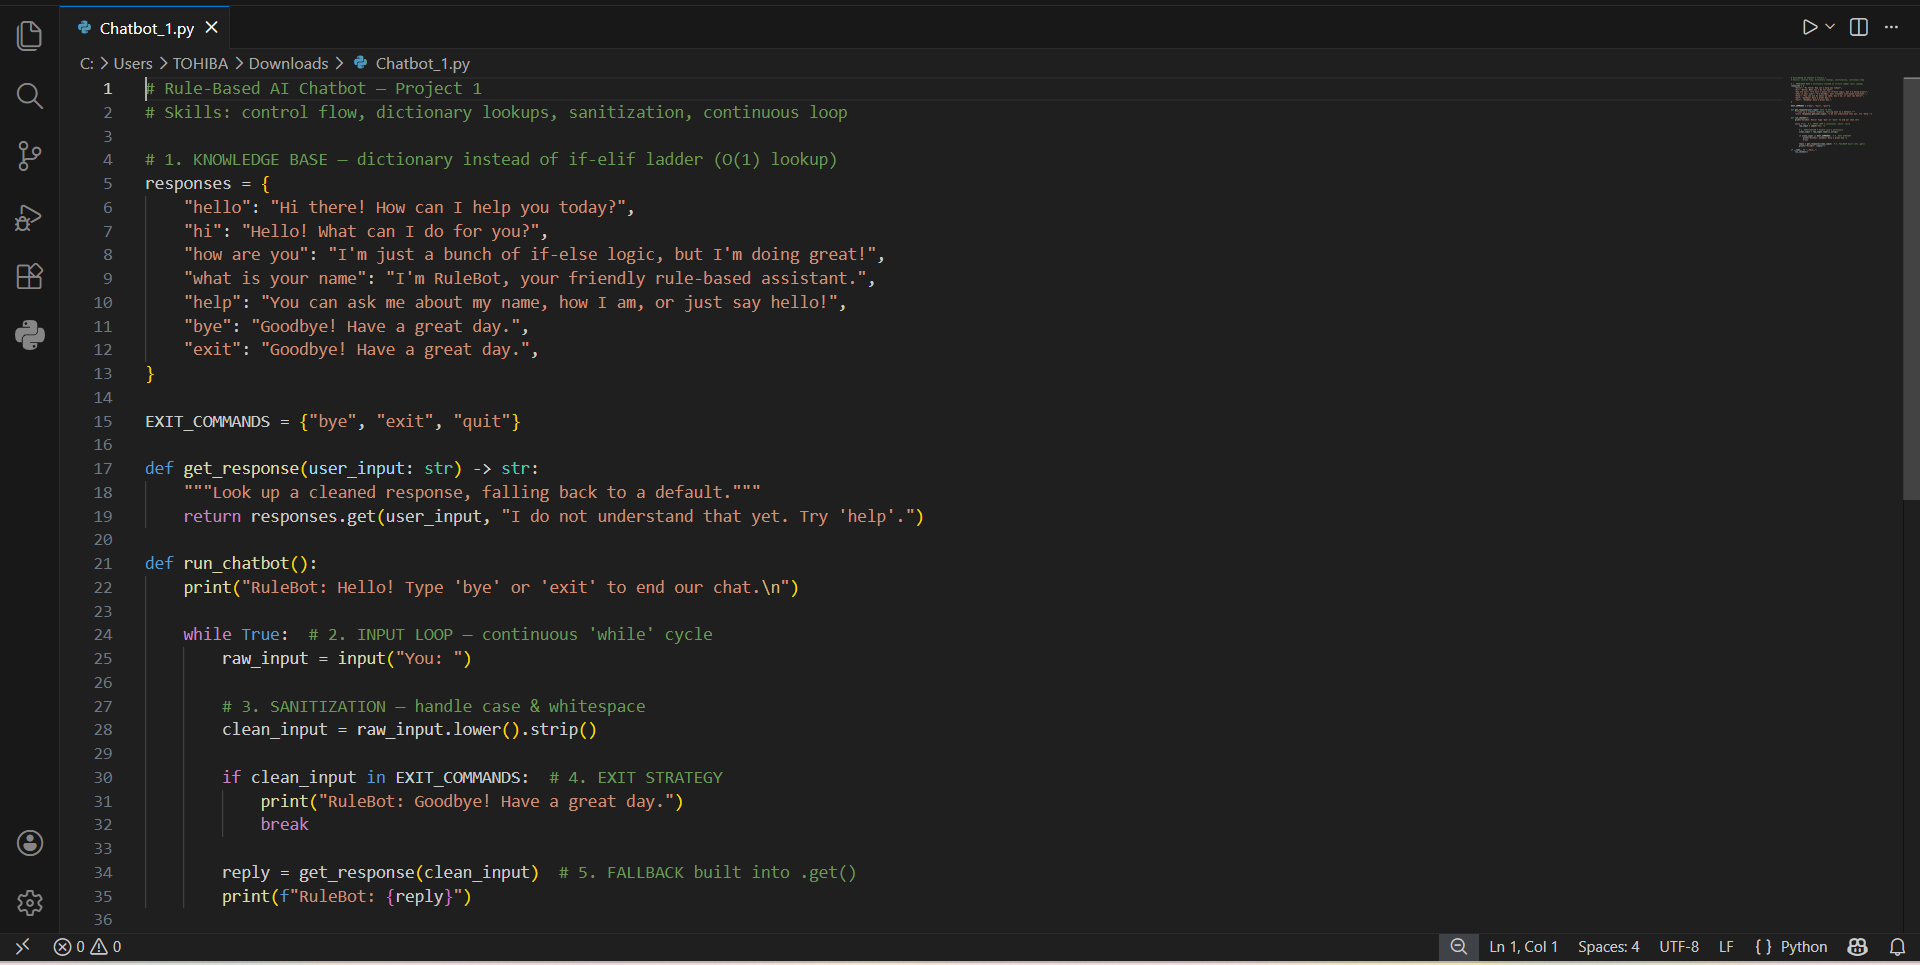 Chatbot_1.py
C: > Users > TOHIBA > Downloads > Chatbot_1.py
1 # Rule-Based AI Chatbot — Project 1
2 # Skills: control flow, dictionary lookups, sanitization, continuous loop
3
4 # 1. KNOWLEDGE BASE — dictionary instead of if-elif ladder (O(1) lookup)
5 responses = {
6     "hello": "Hi there! How can I help you today?",
7     "hi": "Hello! What can I do for you?",
8     "how are you": "I'm just a bunch of if-else logic, but I'm doing great!",
9     "what is your name": "I'm RuleBot, your friendly rule-based assistant.",
10     "help": "You can ask me about my name, how I am, or just say hello!",
11     "bye": "Goodbye! Have a great day.",
12     "exit": "Goodbye! Have a great day.",
13 }
14
15 EXIT_COMMANDS = {"bye", "exit", "quit"}
16
17 def get_response(user_input: str) -> str:
18     """Look up a cleaned response, falling back to a default."""
19     return responses.get(user_input, "I do not understand that yet. Try 'help'.")
20
21 def run_chatbot():
22     print("RuleBot: Hello! Type 'bye' or 'exit' to end our chat.\n")
23
24     while True:  # 2. INPUT LOOP — continuous 'while' cycle
25         raw_input = input("You: ")
26
27         # 3. SANITIZATION — handle case & whitespace
28         clean_input = raw_input.lower().strip()
29
30         if clean_input in EXIT_COMMANDS:  # 4. EXIT STRATEGY
31             print("RuleBot: Goodbye! Have a great day.")
32             break
33
34         reply = get_response(clean_input)  # 5. FALLBACK built into .get()
35         print(f"RuleBot: {reply}")
36
0 0 Ln 1, Col 1 Spaces: 4 UTF-8 LF { } Python